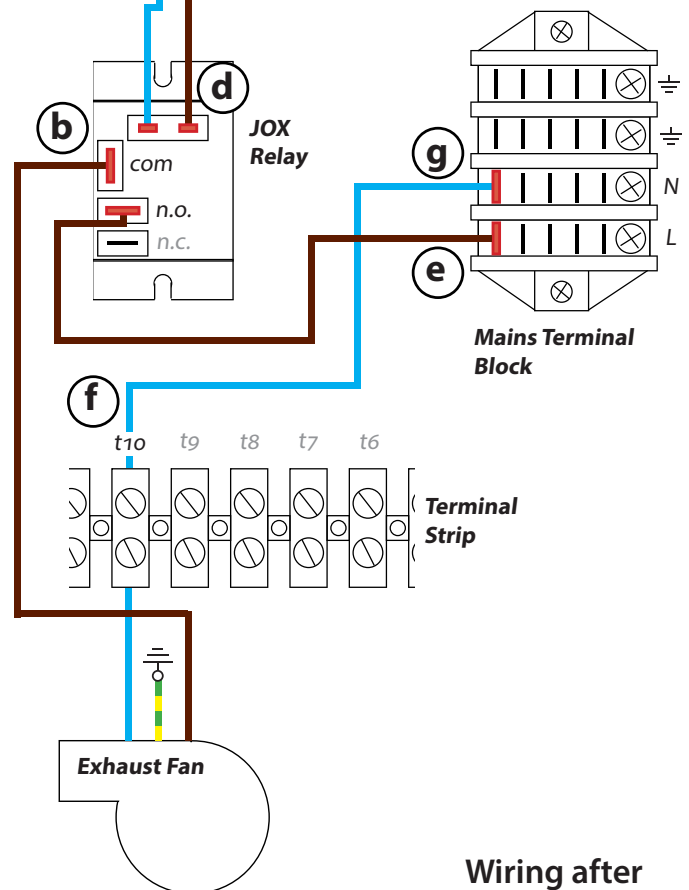 d
b
JOX
Relay
com
n.o.
n.c.
g
N
L
e
Mains Terminal
Block
f
t10 t9 t8 t7 t6
Terminal
Strip
Exhaust Fan
Wiring after